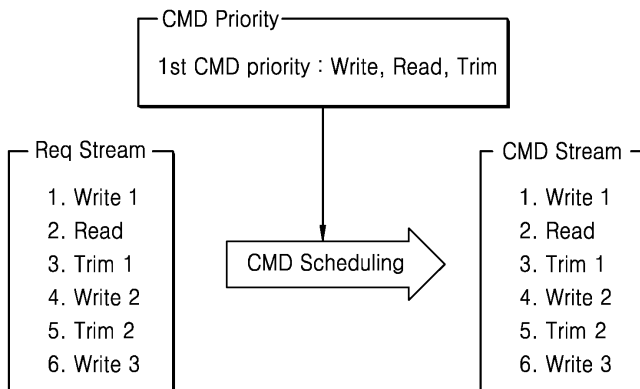 CMD Priority
1st CMD priority : Write, Read, Trim
Req Stream
1. Write 1
2. Read
3. Trim 1
4. Write 2
5. Trim 2
6. Write 3
CMD Scheduling
CMD Stream
1. Write 1
2. Read
3. Trim 1
4. Write 2
5. Trim 2
6. Write 3